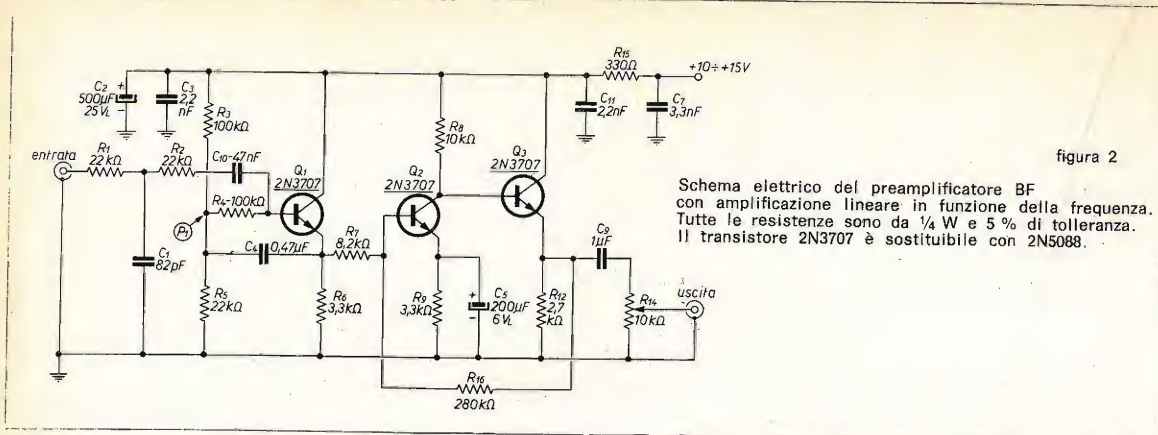 R15
330Ω
+10÷+15V
C2
500μF
25VL
+
-
C3
2,2
nF
R3
100kΩ
C11
2,2nF
C7
3,3nF
R8
10kΩ
entrata
R1
22kΩ
R2
22kΩ
C10-47nF
Q1
2N3707
Q2
2N3707
Q3
2N3707
R4-100kΩ
P1
C1
82pF
C4
0,47μF
R7
8,2kΩ
C9
1μF
R5
22kΩ
R6
3,3kΩ
R9
3,3kΩ
+
-
C5
200μF
6VL
R12
2,7
kΩ
R14
10kΩ
uscita
R16
280kΩ
figura 2
Schema elettrico del preamplificatore BF
con amplificazione lineare in funzione della frequenza.
Tutte le resistenze sono da ¼ W e 5 % di tolleranza.
Il transistore 2N3707 è sostituibile con 2N5088.